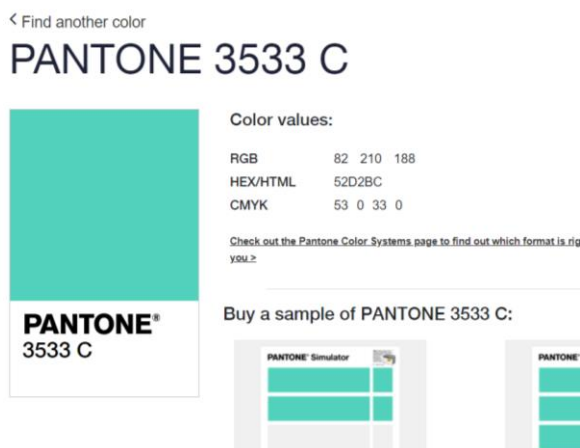 < Find another color
PANTONE 3533 C
Color values:
RGB 82 210 188
HEX/HTML 52D2BC
CMYK 53 0 33 0
Check out the Pantone Color Systems page to find out which format is rig
you >
PANTONE®
3533 C
Buy a sample of PANTONE 3533 C:
PANTONE® Simulator
PANTONE®